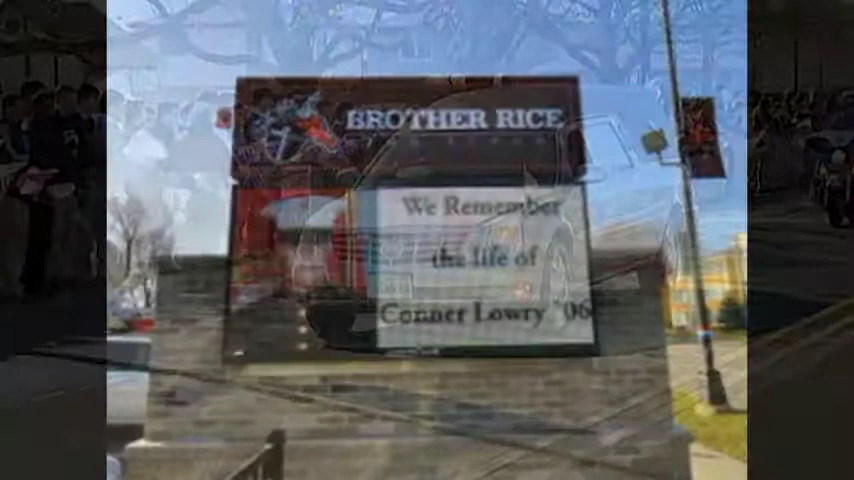 BROTHER RICE
We Remember
the life of
Conner Lowry '06